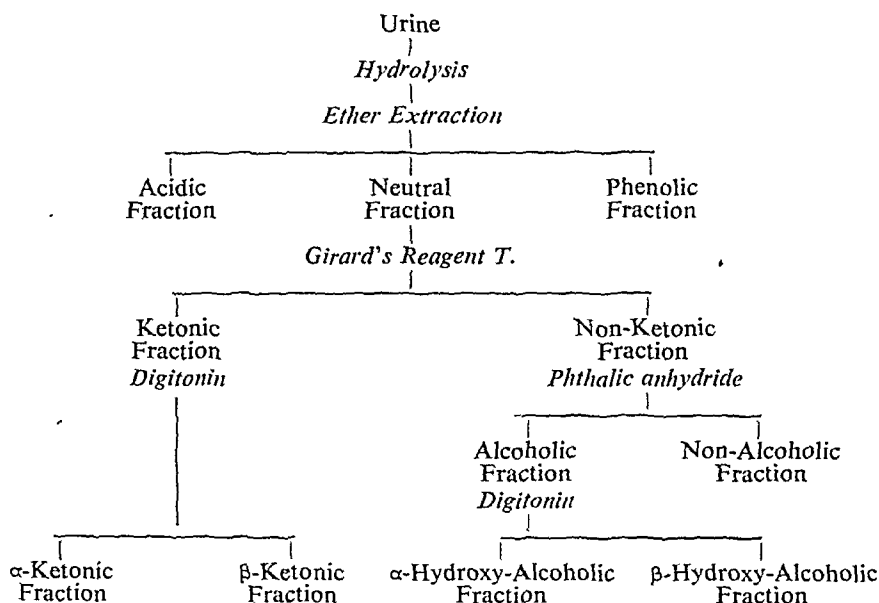 Urine
Hydrolysis
Ether Extraction
Acidic Neutral Phenolic
Fraction Fraction Fraction
Girard's Reagent T.
Ketonic Non-Ketonic
Fraction Fraction
Digitonin Phthalic anhydride
Alcoholic Non-Alcoholic
Fraction Fraction
Digitonin
α-Ketonic β-Ketonic α-Hydroxy-Alcoholic β-Hydroxy-Alcoholic
Fraction Fraction Fraction Fraction